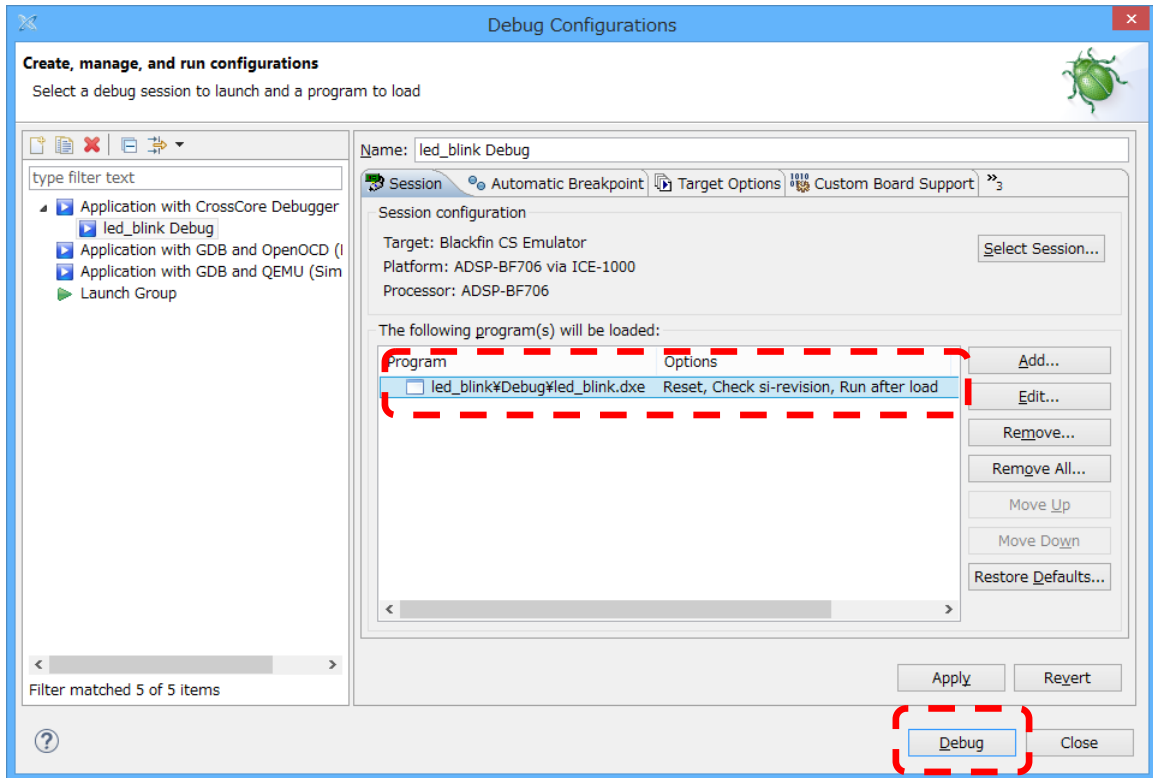 Debug Configurations
Create, manage, and run configurations
Select a debug session to launch and a program to load
type filter text
Application with CrossCore Debugger
led_blink Debug
Application with GDB and OpenOCD (I
Application with GDB and QEMU (Sim
Launch Group
Filter matched 5 of 5 items
Name: led_blink Debug
Session Automatic Breakpoint Target Options Custom Board Support »3
Session configuration
Target: Blackfin CS Emulator
Platform: ADSP-BF706 via ICE-1000
Processor: ADSP-BF706
Select Session...
The following program(s) will be loaded:
Program Options
led_blink¥Debug¥led_blink.dxe Reset, Check si-revision, Run after load
Add...
Edit...
Remove...
Remove All...
Move Up
Move Down
Restore Defaults...
Apply Revert
? Debug Close